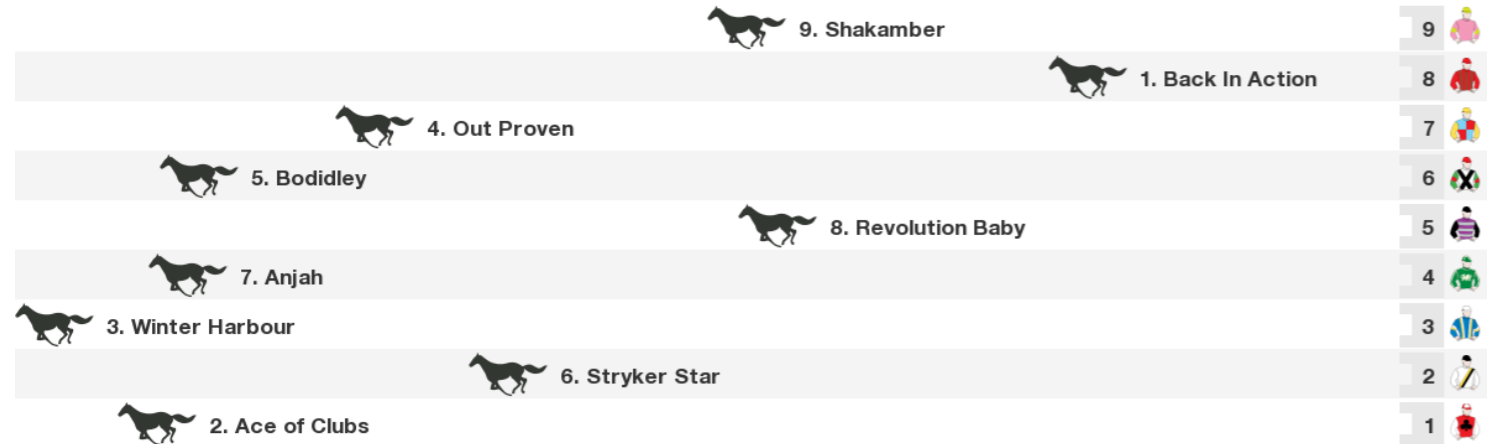 9. Shakamber 9
1. Back In Action 8
4. Out Proven 7
5. Bodidley 6
8. Revolution Baby 5
7. Anjah 4
3. Winter Harbour 3
6. Stryker Star 2
2. Ace of Clubs 1